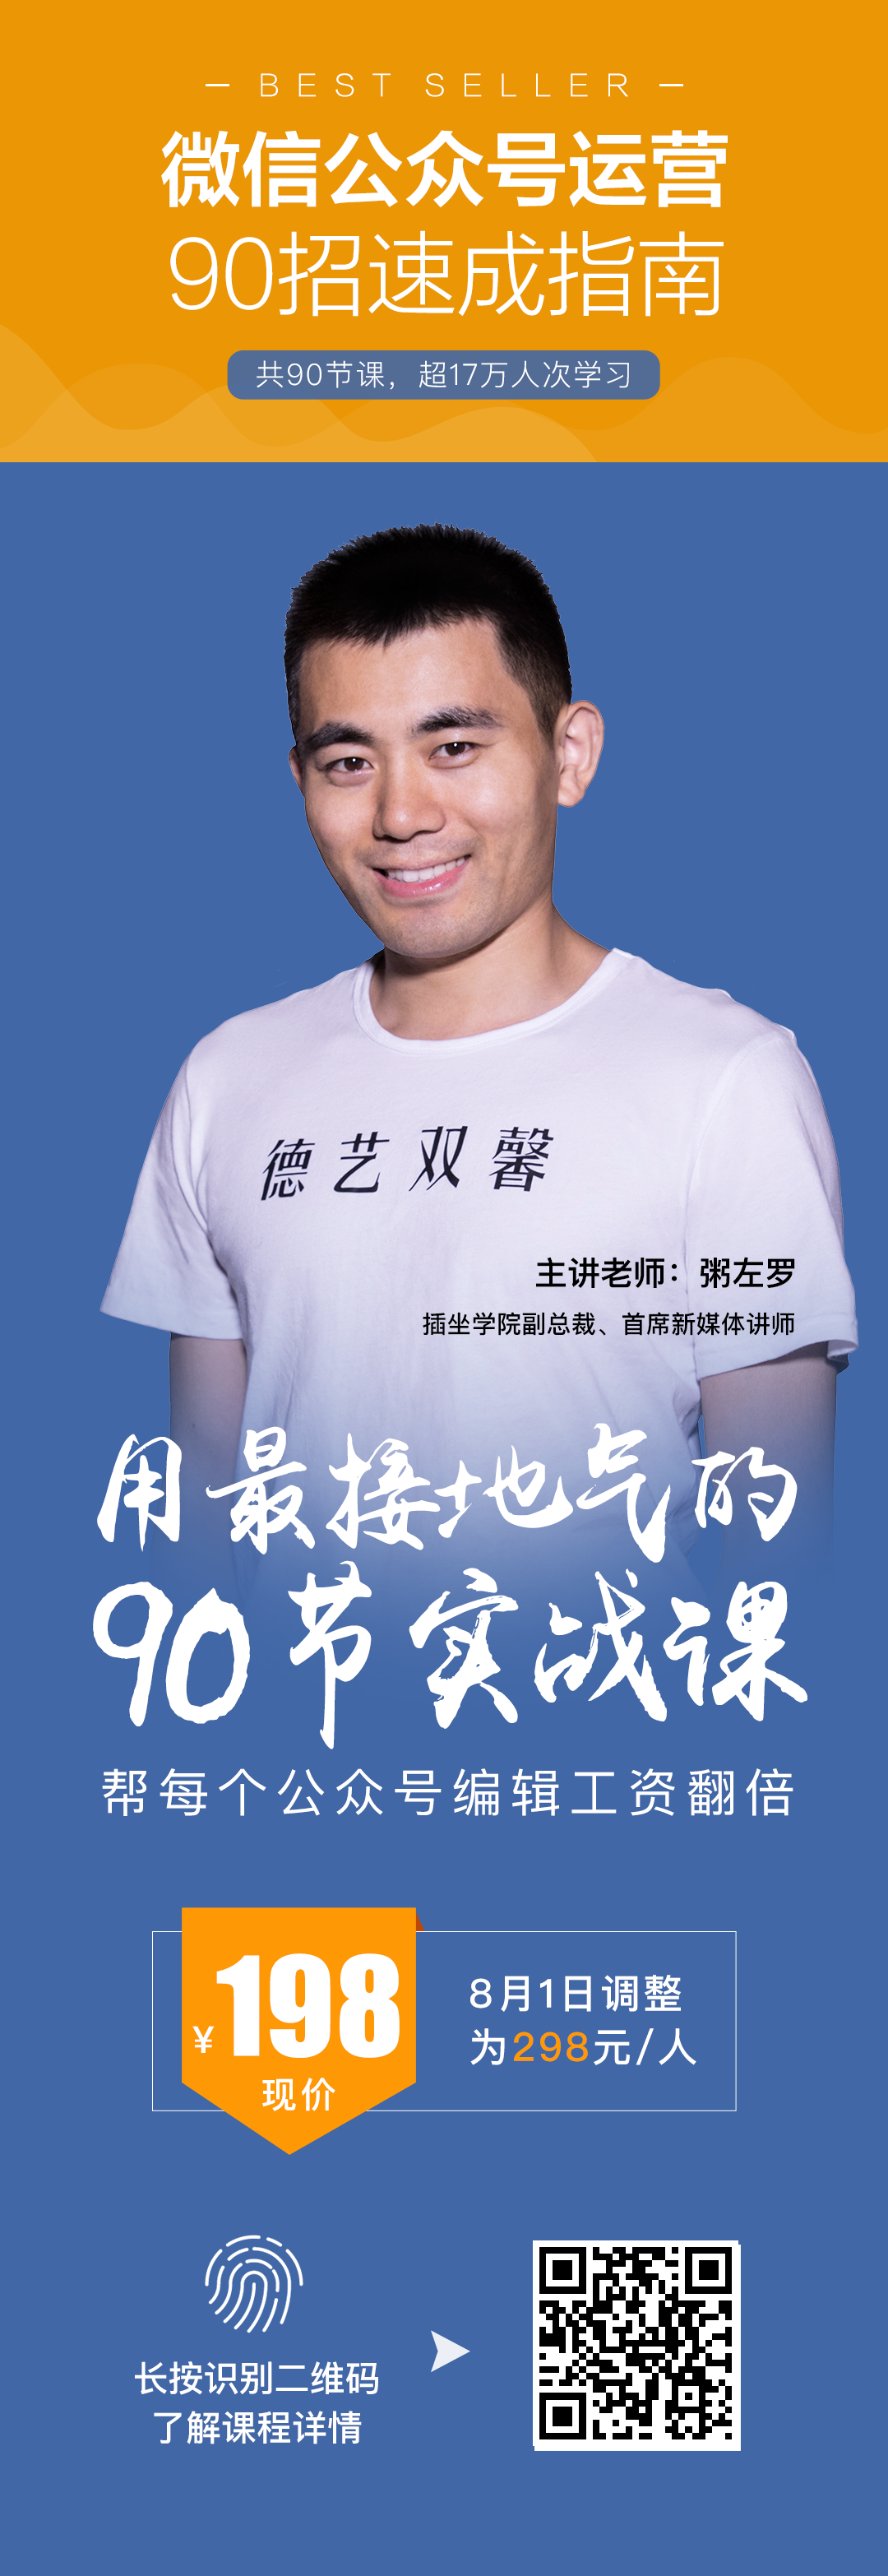 BEST SELLER
微信公众号运营
90招速成指南
共90节课，超17万人次学习
德艺双馨
主讲老师：粥左罗
插坐学院副总裁、首席新媒体讲师
用最接地气的
90节实战课
帮每个公众号编辑工资翻倍
¥198
现价
8月1日调整
为298元/人
长按识别二维码
了解课程详情